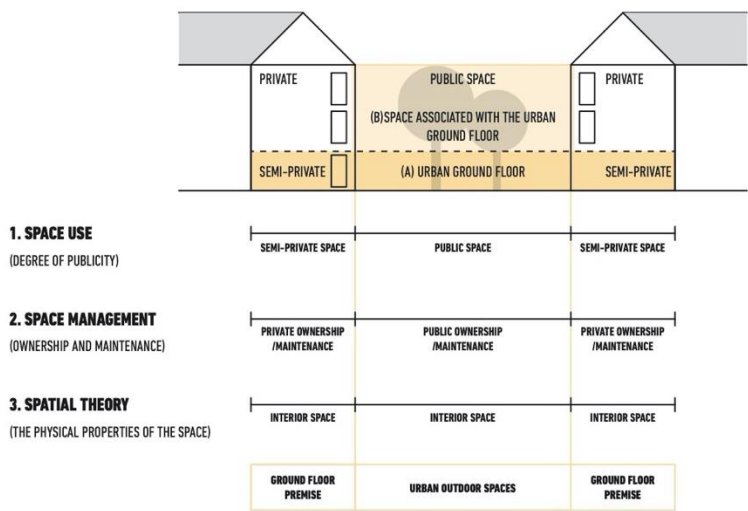 PRIVATE
PUBLIC SPACE
PRIVATE
(B)SPACE ASSOCIATED WITH THE URBAN
GROUND FLOOR
SEMI-PRIVATE
(A) URBAN GROUND FLOOR
SEMI-PRIVATE
1. SPACE USE
(DEGREE OF PUBLICITY)
SEMI-PRIVATE SPACE
PUBLIC SPACE
SEMI-PRIVATE SPACE
2. SPACE MANAGEMENT
(OWNERSHIP AND MAINTENANCE)
PRIVATE OWNERSHIP
/MAINTENANCE
PUBLIC OWNERSHIP
/MAINTENANCE
PRIVATE OWNERSHIP
/MAINTENANCE
3. SPATIAL THEORY
(THE PHYSICAL PROPERTIES OF THE SPACE)
INTERIOR SPACE
INTERIOR SPACE
INTERIOR SPACE
GROUND FLOOR
PREMISE
URBAN OUTDOOR SPACES
GROUND FLOOR
PREMISE